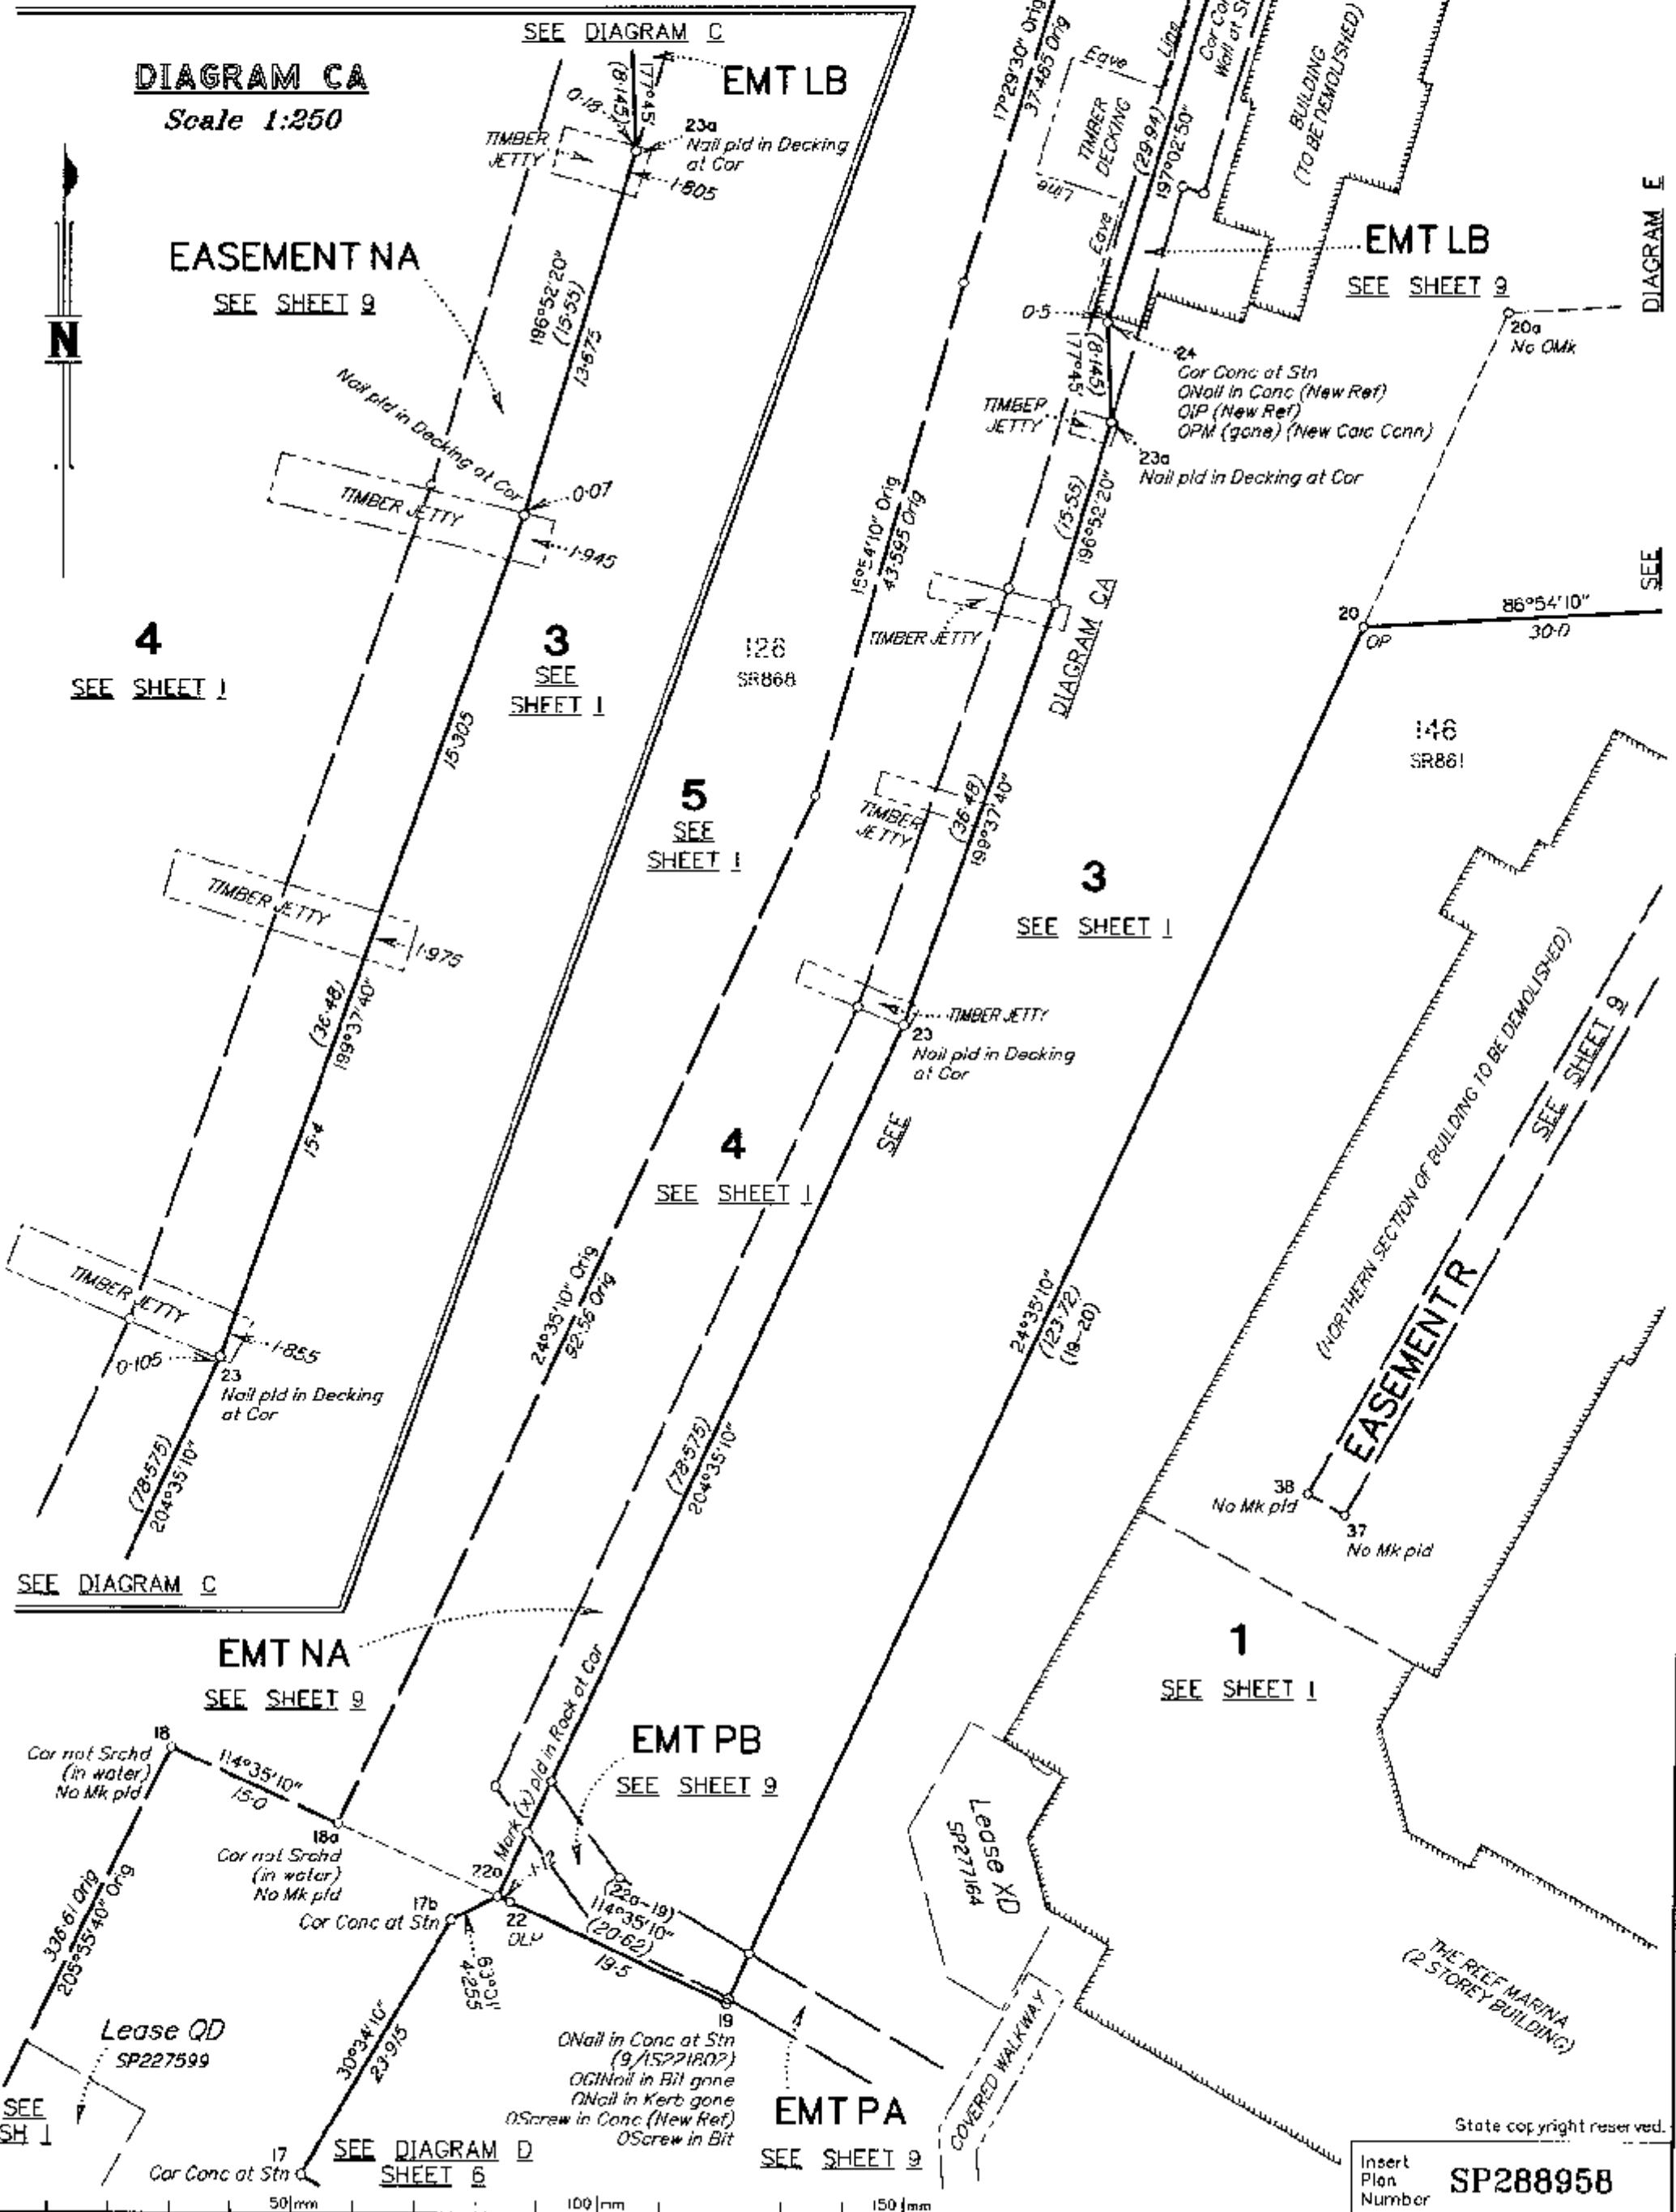 DIAGRAM CA
Scale 1:250
N
SEE DIAGRAM C
EMT LB
0·18
(8·145)
177°45'
TIMBER
JETTY
23a
Nail pld in Decking
at Cor
1·805
EASEMENT NA
SEE SHEET 9
196°52'20"
(15·55)
13·675
Nail pld in Decking at Cor
0·07
TIMBER JETTY
1·945
4
SEE SHEET 1
3
SEE
SHEET 1
15·305
TIMBER JETTY
1·975
(36·48)
199°37'40"
15·4
TIMBER JETTY
0·105
1·855
23
Nail pld in Decking
at Cor
(78·575)
204°35'10"
SEE DIAGRAM C
17°29'30" Orig
37·485 Orig
Eave
Line
TIMBER
DECKING
Line
Eave
(29·94)
197°02'50"
Cor Co
Wall at St
BUILDING
(TO BE DEMOLISHED)
EMT LB
SEE SHEET 9
SEE
DIAGRAM E
0·5
24
Cor Conc at Stn
ONail in Conc (New Ref)
OIP (New Ref)
OPM (gone) (New Calc Conn)
(8·145)
177°45'
TIMBER
JETTY
23a
Nail pld in Decking at Cor
20a
No OMk
15°54'10" Orig
43·595 Orig
(15·55)
196°52'20"
TIMBER JETTY
SEE
DIAGRAM CA
20
OP
86°54'10"
30·0
126
SR868
146
SR861
5
SEE
SHEET 1
TIMBER
JETTY
(36·48)
199°37'40"
3
SEE SHEET 1
TIMBER JETTY
23
Nail pld in Decking
at Cor
4
SEE SHEET 1
24°35'10" Orig
92·56 Orig
24°35'10"
(123·72)
(19-20)
(78·575)
204°35'10"
(NORTHERN SECTION OF BUILDING TO BE DEMOLISHED)
SEE SHEET 9
EASEMENT R
38
No Mk pld
37
No Mk pld
1
SEE SHEET 1
EMT NA
SEE SHEET 9
Mark (x) pld in Rock at Cor
EMT PB
SEE SHEET 9
18
Cor not Srchd
(in water)
No Mk pld
114°35'10"
15·0
18a
Cor not Srchd
(in water)
No Mk pld
22a
1·12
17b
Cor Conc at Stn
22
OLP
63°01'
4·255
(22a-19)
114°35'10"
(20·62)
19·5
336·61 Orig
205°55'40" Orig
Lease QD
SP227599
30°34'10"
23·915
SEE
SH 1
17
Cor Conc at Stn
SEE DIAGRAM D
SHEET 6
19
ONail in Conc at Stn
(9/IS221802)
OGINail in Bit gone
ONail in Kerb gone
OScrew in Conc (New Ref)
OScrew in Bit
EMT PA
SEE SHEET 9
Lease XD
SP277164
COVERED WALKWAY
THE REEF MARINA
(2 STOREY BUILDING)
State copyright reserved.
Insert
Plan
Number
SP288958
50 mm
100 mm
150 mm